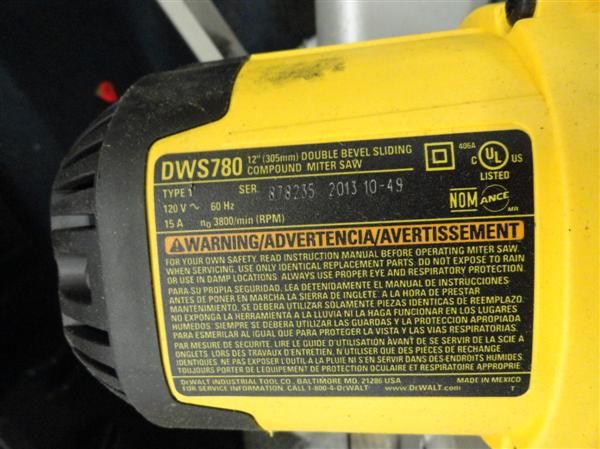 DWS780 12" (305mm) DOUBLE BEVEL SLIDING
COMPOUND MITER SAW
TYPE 1 SER. 878235 2013 10-49
120 V ~ 60 Hz
15 A n0 3800/min (RPM)
406A
C UL US
LISTED
NOM ANCE
MR
WARNING/ADVERTENCIA/AVERTISSEMENT
FOR YOUR OWN SAFETY, READ INSTRUCTION MANUAL BEFORE OPERATING MITER SAW.
WHEN SERVICING, USE ONLY IDENTICAL REPLACEMENT PARTS. DO NOT EXPOSE TO RAIN
OR USE IN DAMP LOCATIONS. ALWAYS USE PROPER EYE AND RESPIRATORY PROTECTION.
PARA SU PROPIA SEGURIDAD, LEA DETENIDAMENTE EL MANUAL DE INSTRUCCIONES
ANTES DE PONER EN MARCHA LA SIERRA DE INGLETE A LA HORA DE PRESTAR
MANTENIMIENTO, SE DEBERA UTILIZAR SOLAMENTE PIEZAS IDENTICAS DE REEMPLAZO.
NO EXPONGA LA HERRAMIENTA A LA LLUVIA NI LA HAGA FUNCIONAR EN LOS LUGARES
HUMEDOS. SIEMPRE SE DEBERA UTILIZAR LAS GUARDAS Y LA PROTECCION APROPIADA
PARA ESMERILAR AL IGUAL QUE PARA PROTEGER LA VISTA Y LAS VIAS RESPIRATORIAS.
PAR MESURE DE SECURITE, LIRE LE GUIDE D'UTILISATION AVANT DE SE SERVIR DE LA SCIE A
ONGLETS. LORS DES TRAVAUX D'ENTRETIEN, N'UTILISER QUE DES PIECES DE RECHANGE
IDENTIQUES. NE PAS EXPOSER L'OUTIL A LA PLUIE NI S'EN SERVIR DANS DES ENDROITS HUMIDES.
TOUJOURS PORTER DE L'EQUIPEMENT DE PROTECTION OCULAIRE ET RESPIRATOIRE APPROPRIE
DEWALT INDUSTRIAL TOOL CO., BALTIMORE MD, 21286 USA MADE IN MEXICO
FOR SERVICE INFORMATION, CALL 1-800-4-DEWALT www.DEWALT.com T